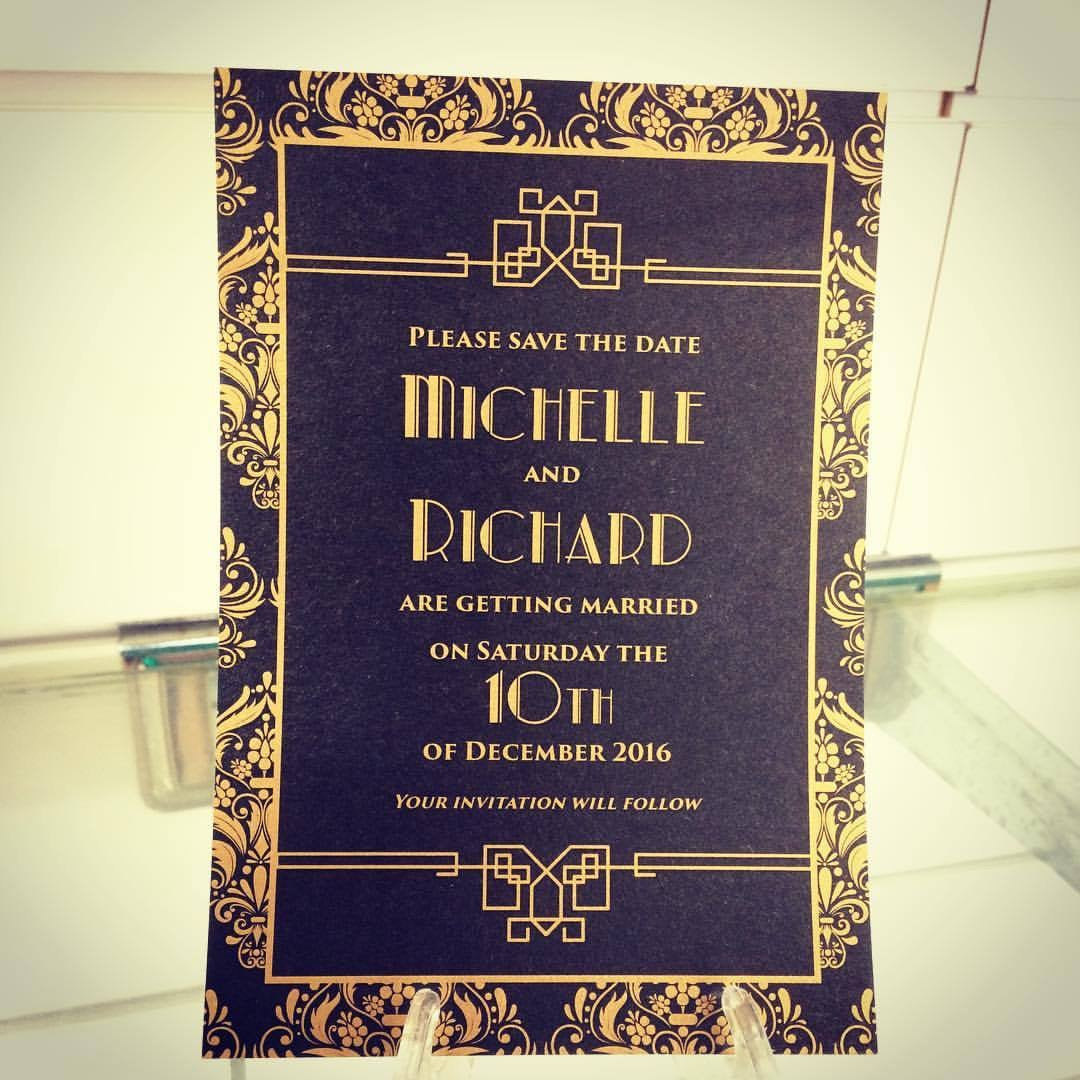 Please save the date
Michelle
and
Richard
are getting married
on Saturday the
10th
of December 2016
Your invitation will follow